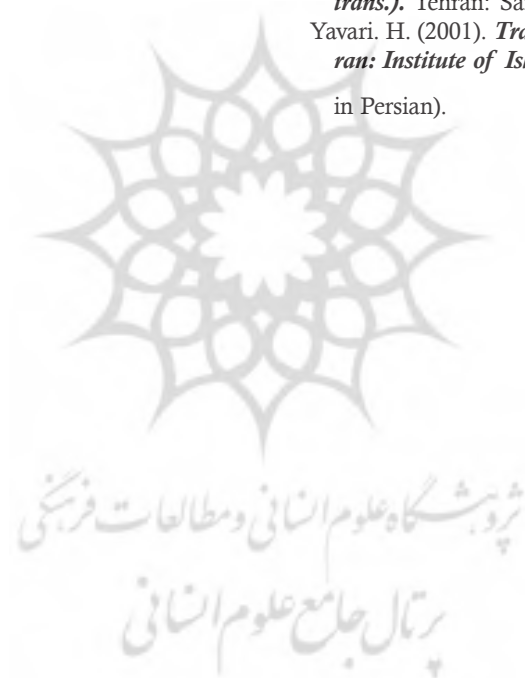 trans.). Tehran: Sa
Yavari. H. (2001). Tra
ran: Institute of Isl
in Persian).
پژوهشگاه علوم انسانی و مطالعات فرهنگی
پرتال جامع علوم انسانی